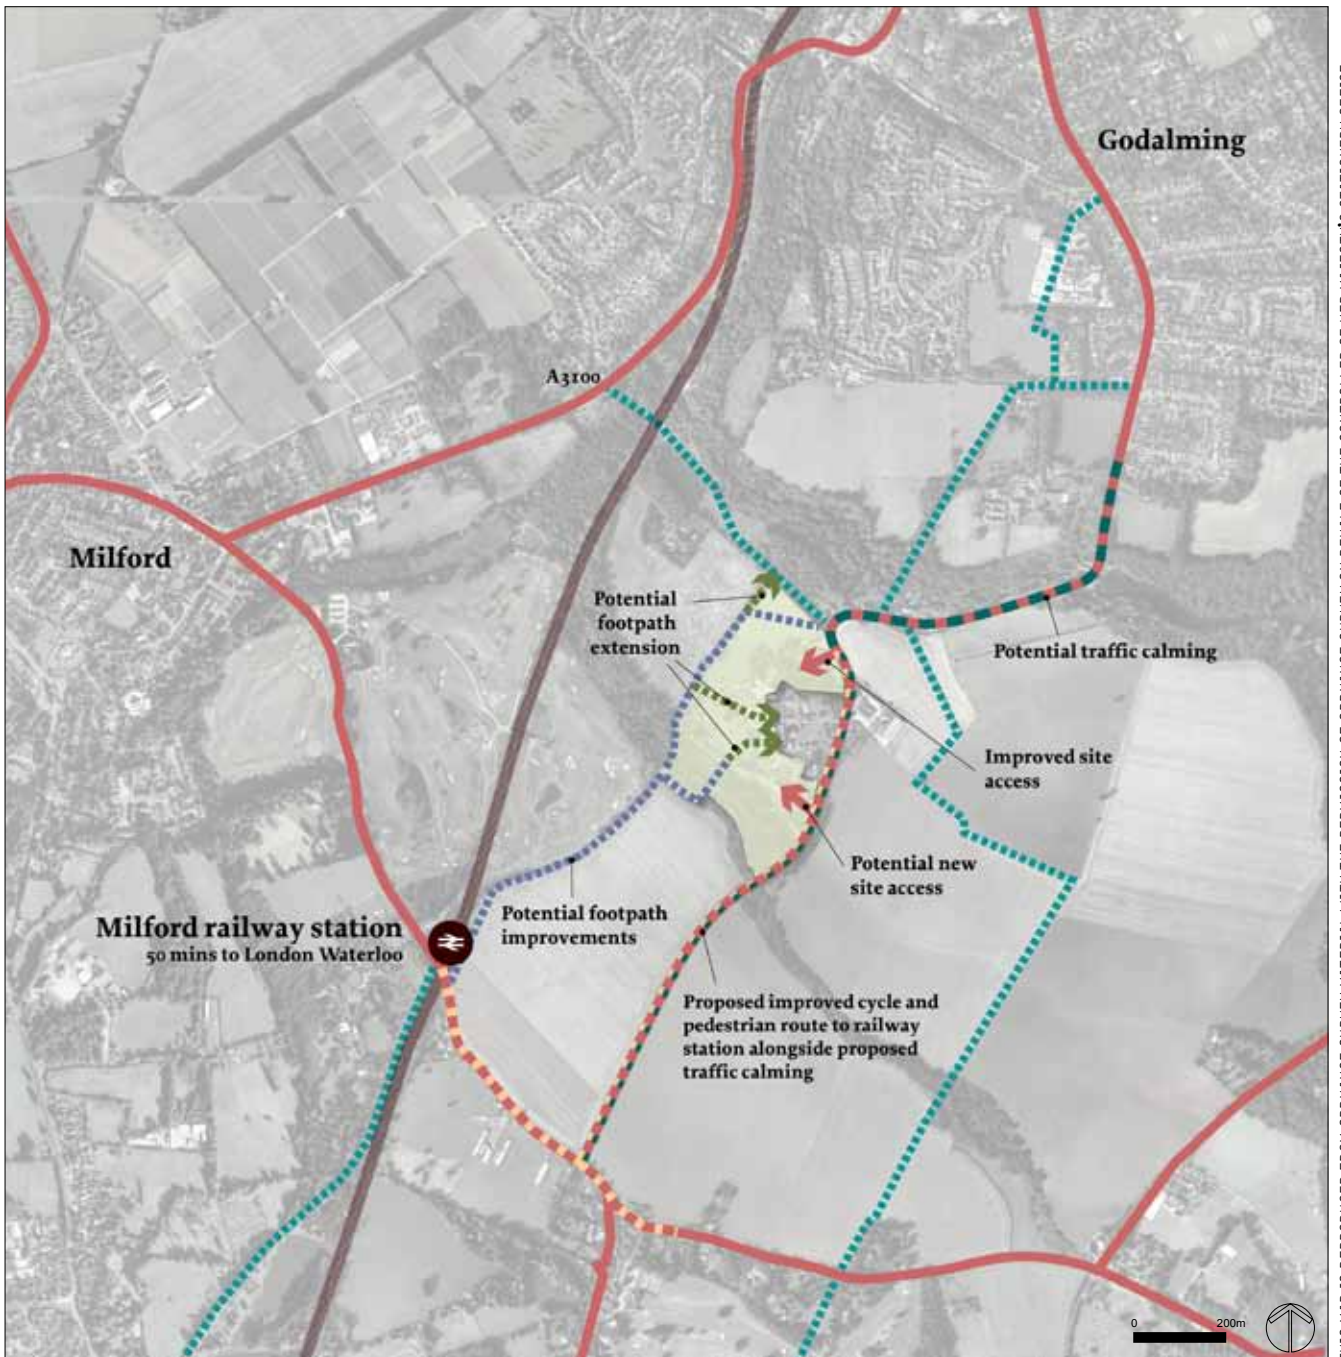 Godalming
A3100
Milford
Potential
footpath
extension
Potential traffic calming
Improved site
access
Potential new
site access
Potential footpath
improvements
Milford railway station
50 mins to London Waterloo
Proposed improved cycle and
pedestrian route to railway
station alongside proposed
traffic calming
0 200m